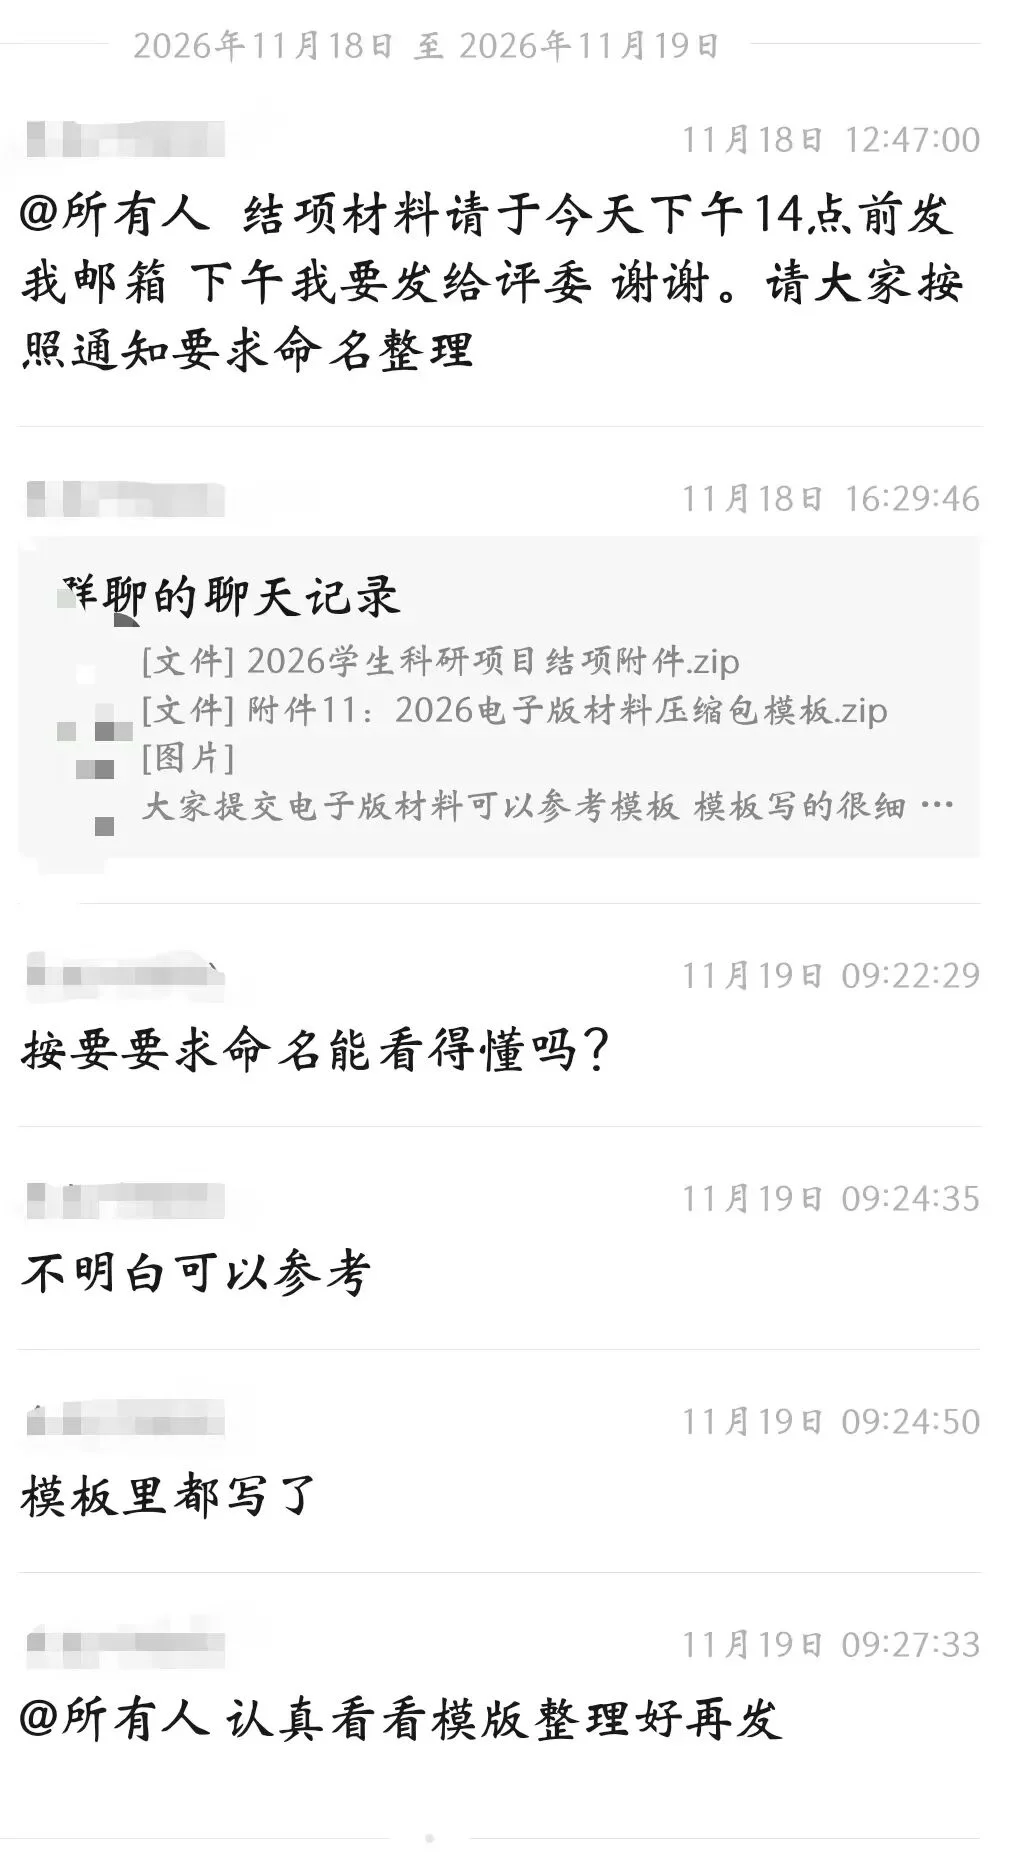 2026年11月18日 至 2026年11月19日
11月18日 12:47:00
@所有人 结项材料请于今天下午14点前发
我邮箱 下午我要发给评委 谢谢。请大家按
照通知要求命名整理
11月18日 16:29:46
群聊的聊天记录
[文件] 2026学生科研项目结项附件.zip
[文件] 附件11：2026电子版材料压缩包模板.zip
[图片]
大家提交电子版材料可以参考模板 模板写的很细 …
11月19日 09:22:29
按要要求命名能看得懂吗？
11月19日 09:24:35
不明白可以参考
11月19日 09:24:50
模板里都写了
11月19日 09:27:33
@所有人 认真看看模版整理好再发